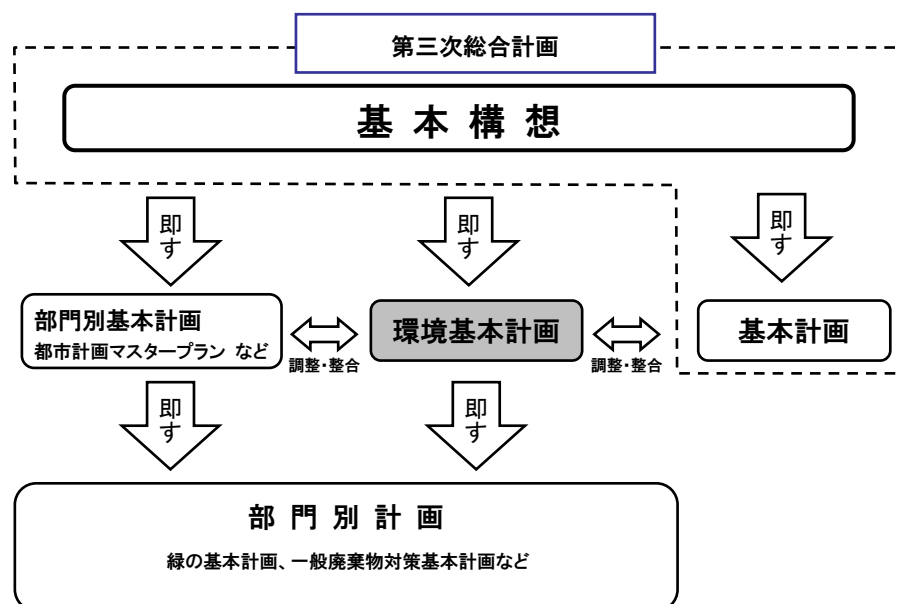 第三次総合計画
基本構想
即す
即す
即す
部門別基本計画
都市計画マスタープラン など
調整・整合
環境基本計画
調整・整合
基本計画
即す
即す
部門別計画
緑の基本計画、一般廃棄物対策基本計画など